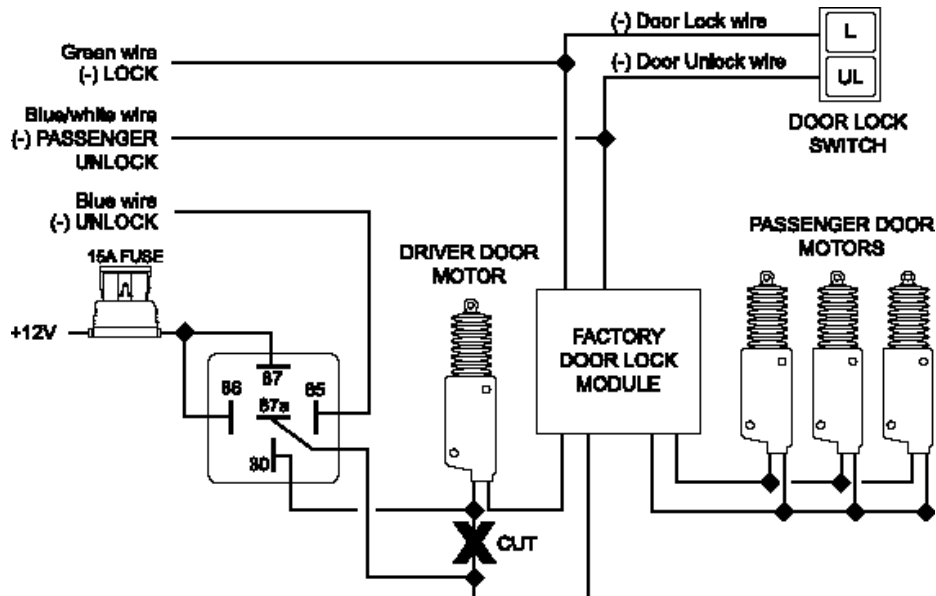 (-) Door Lock wire
L
Green wire
(-) LOCK
(-) Door Unlock wire
UL
Blue/white wire
(-) PASSENGER
UNLOCK
DOOR LOCK
SWITCH
Blue wire
(-) UNLOCK
15A FUSE
DRIVER DOOR
MOTOR
PASSENGER DOOR
MOTORS
+12V
FACTORY
DOOR LOCK
MODULE
87
86
87a
85
30
CUT